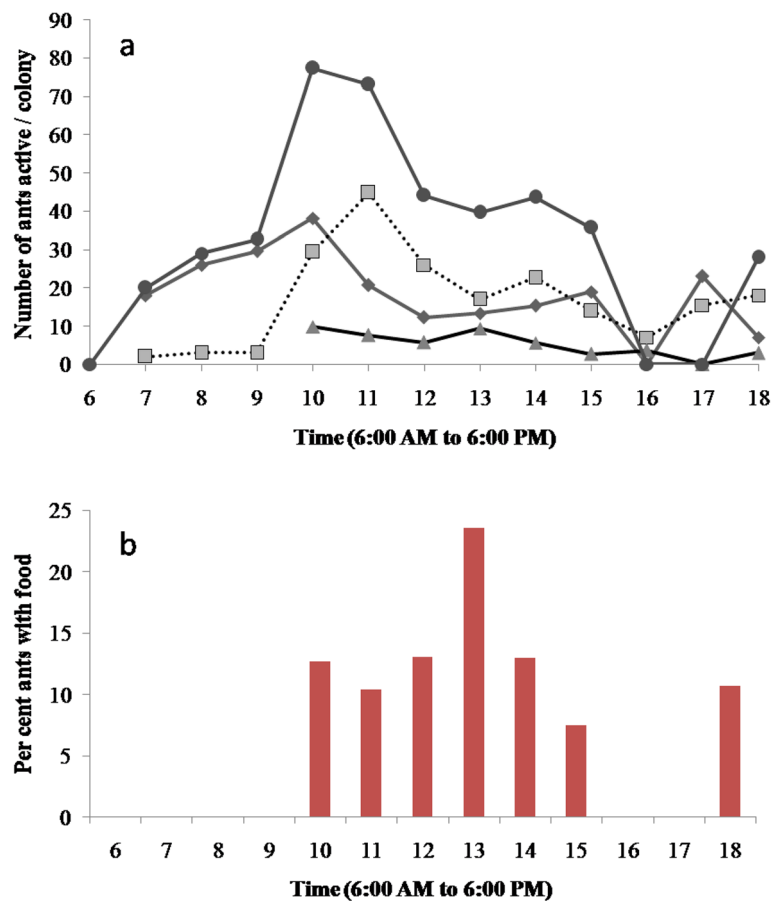 a
Number of ants active / colony
90
80
70
60
50
40
30
20
10
0
6 7 8 9 10 11 12 13 14 15 16 17 18
Time (6:00 AM to 6:00 PM)
b
Per cent ants with food
25
20
15
10
5
0
6 7 8 9 10 11 12 13 14 15 16 17 18
Time (6:00 AM to 6:00 PM)